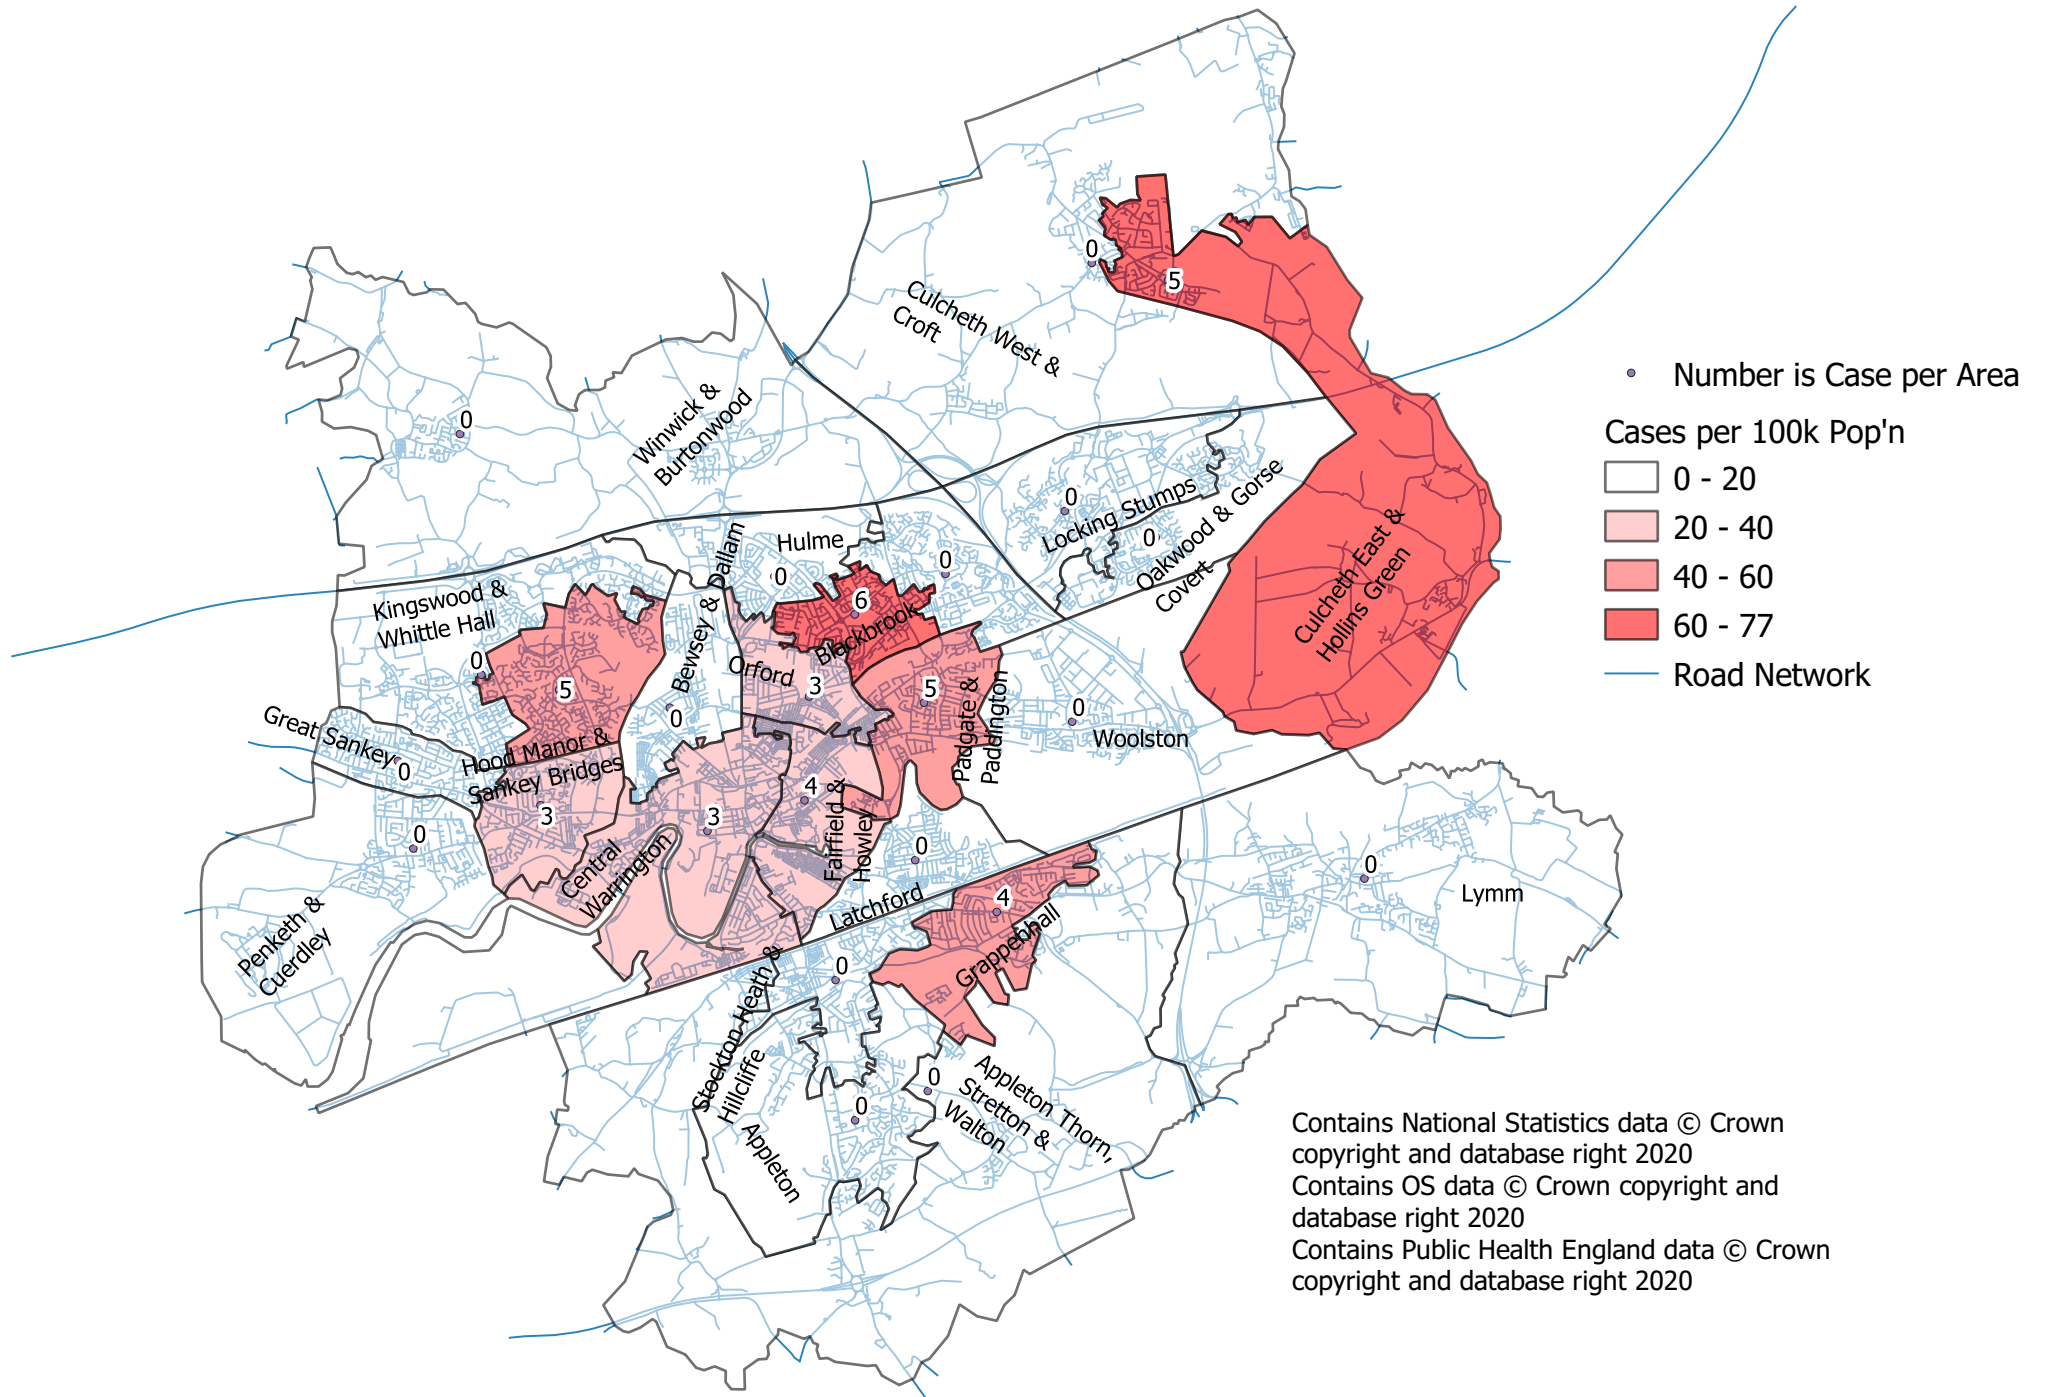 0
5
Culcheth West &
Croft
Number is Case per Area
Cases per 100k Pop'n
0 - 20
20 - 40
40 - 60
60 - 77
Road Network
0
Winwick &
Burtonwood
0
Locking Stumps
0
Oakwood & Gorse
Covert
Culcheth East &
Hollins Green
Hulme
0
0
Kingswood &
Whittle Hall
0
5
Bewsey & Dallam
0
6
Blackbrook
Orford
3
5
Padgate &
Paddington
0
Woolston
Great Sankey
0
Hood Manor &
Sankey Bridges
3
0
Penketh &
Cuerdley
Central
Warrington
3
4
Fairfield &
Howley
0
Latchford
4
Grappenhall
0
Lymm
0
Stockton Heath &
Hillcliffe
0
Appleton
0
Appleton Thorn,
Stretton &
Walton
Contains National Statistics data © Crown
copyright and database right 2020
Contains OS data © Crown copyright and
database right 2020
Contains Public Health England data © Crown
copyright and database right 2020